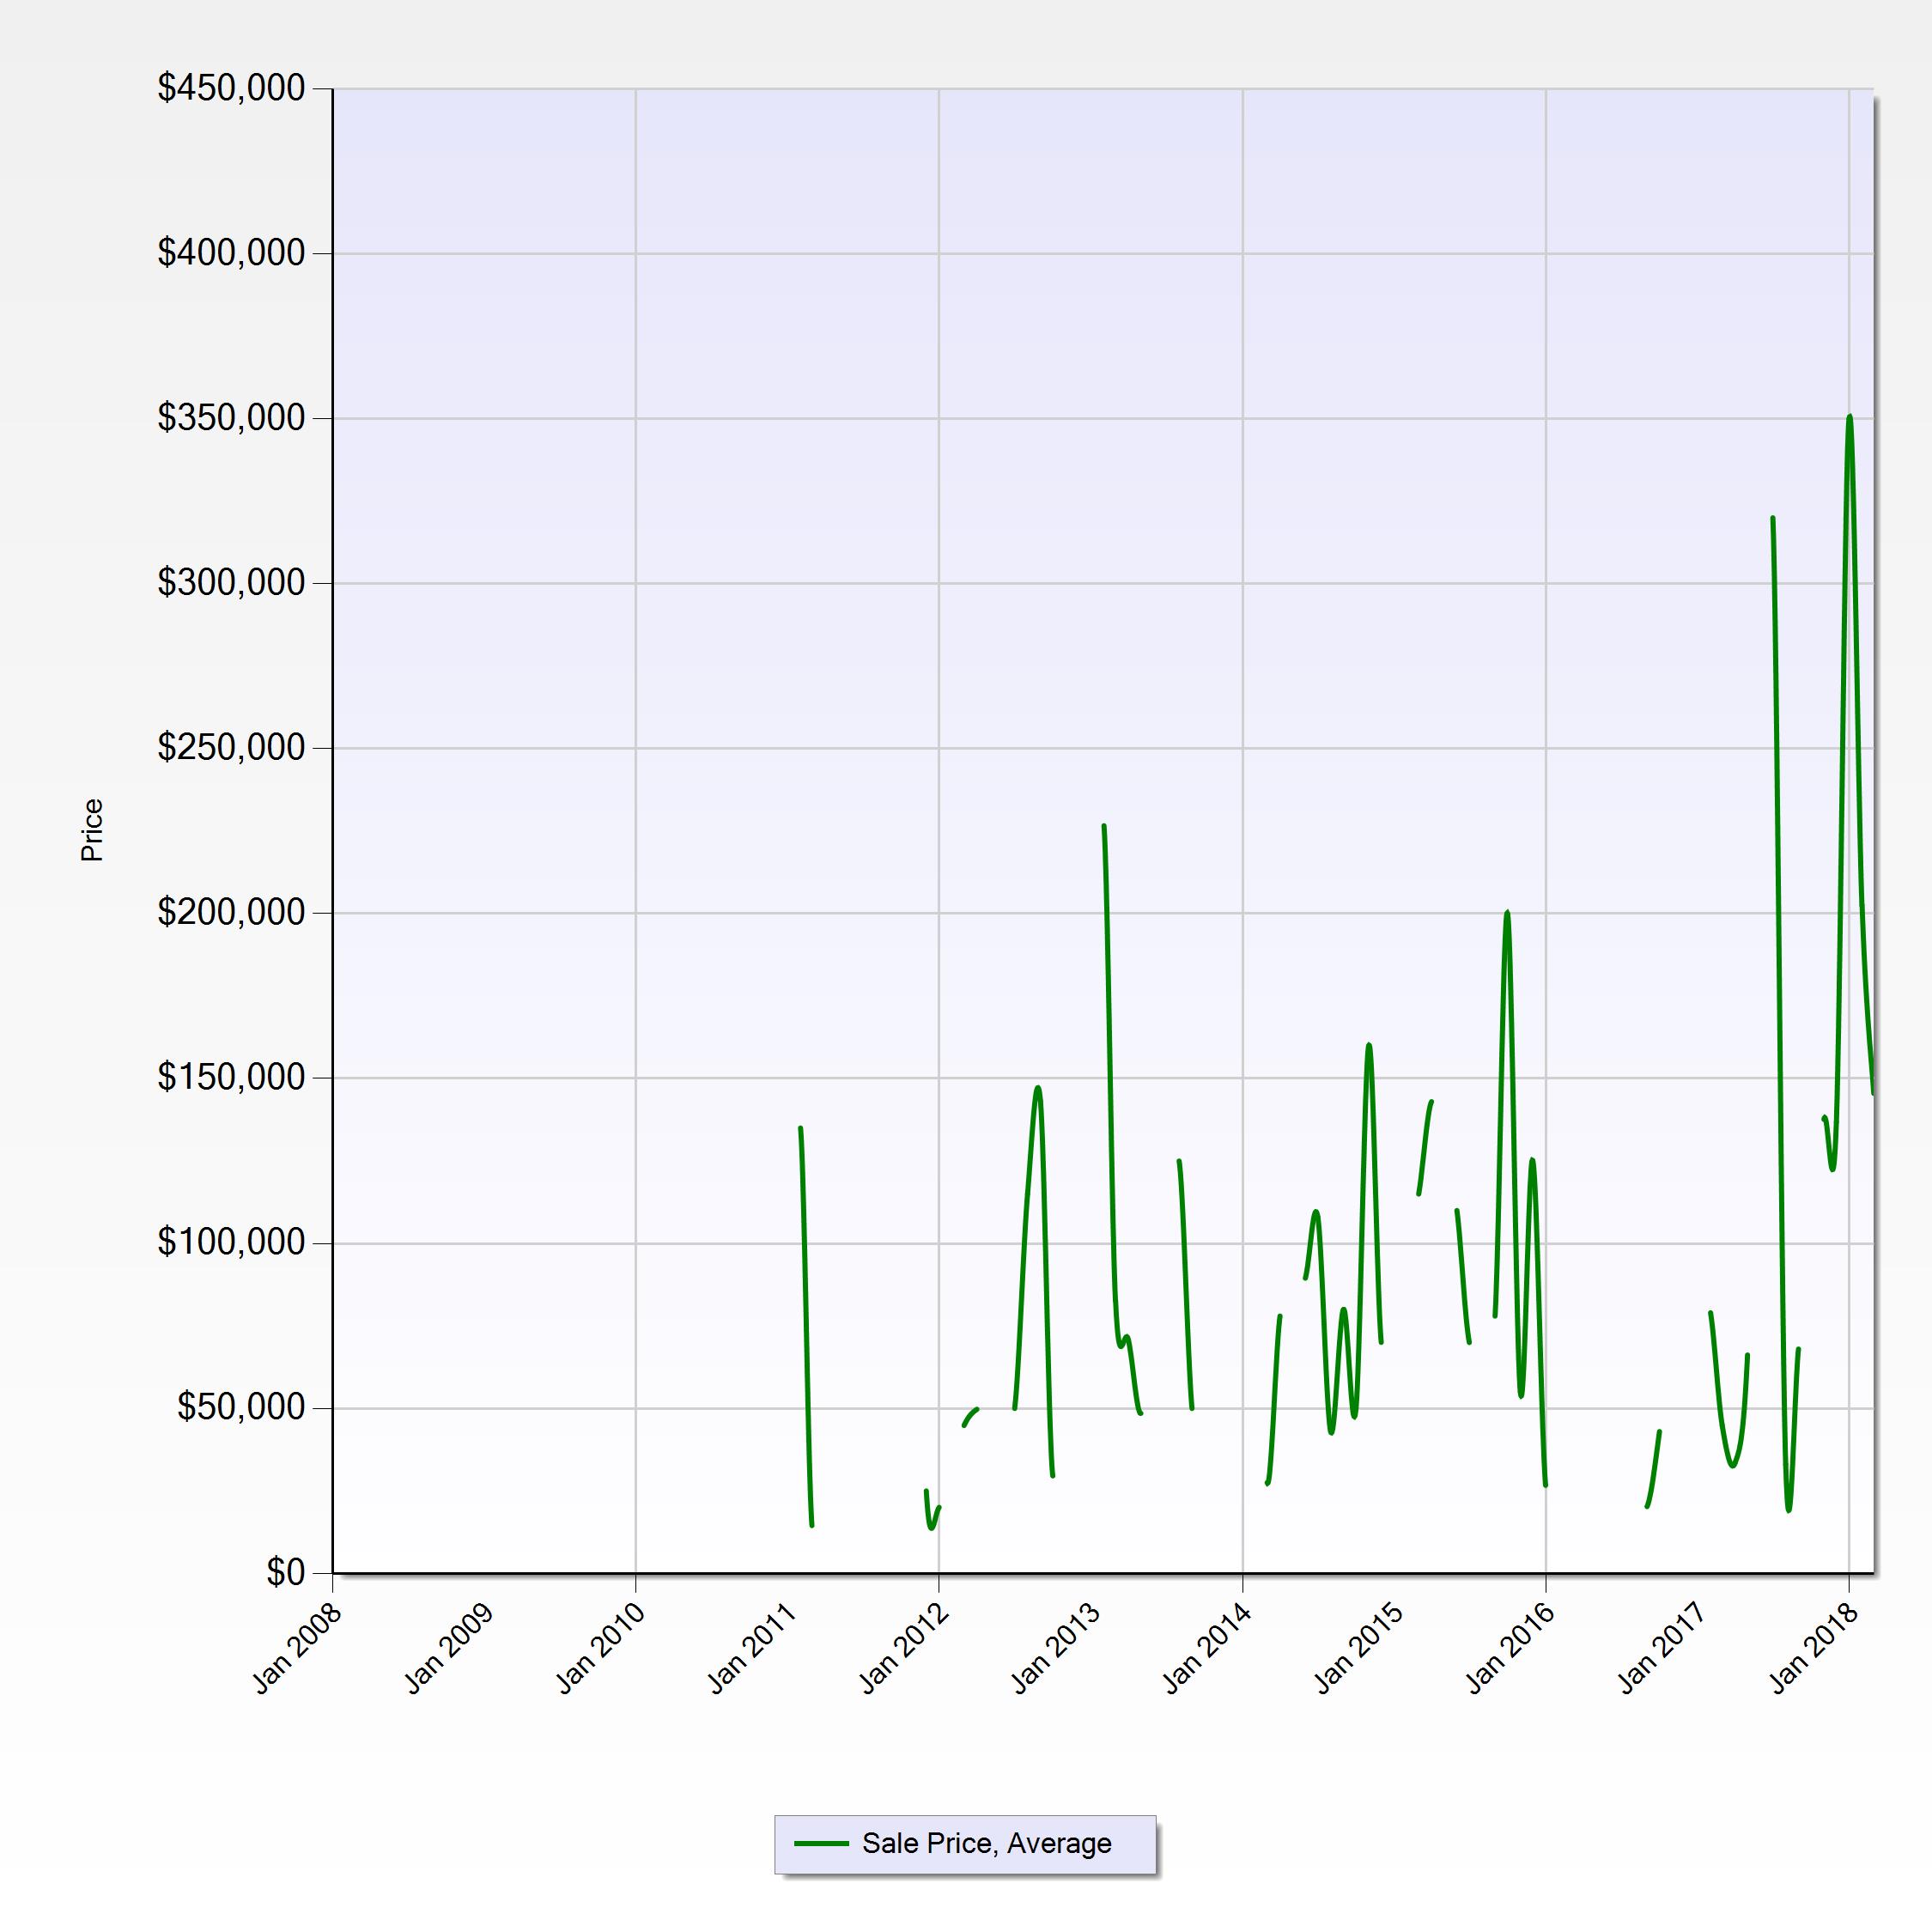 $450,000
$400,000
$350,000
$300,000
$250,000
$200,000
$150,000
$100,000
$50,000
$0
Price
Jan 2008
Jan 2009
Jan 2010
Jan 2011
Jan 2012
Jan 2013
Jan 2014
Jan 2015
Jan 2016
Jan 2017
Jan 2018
Sale Price, Average